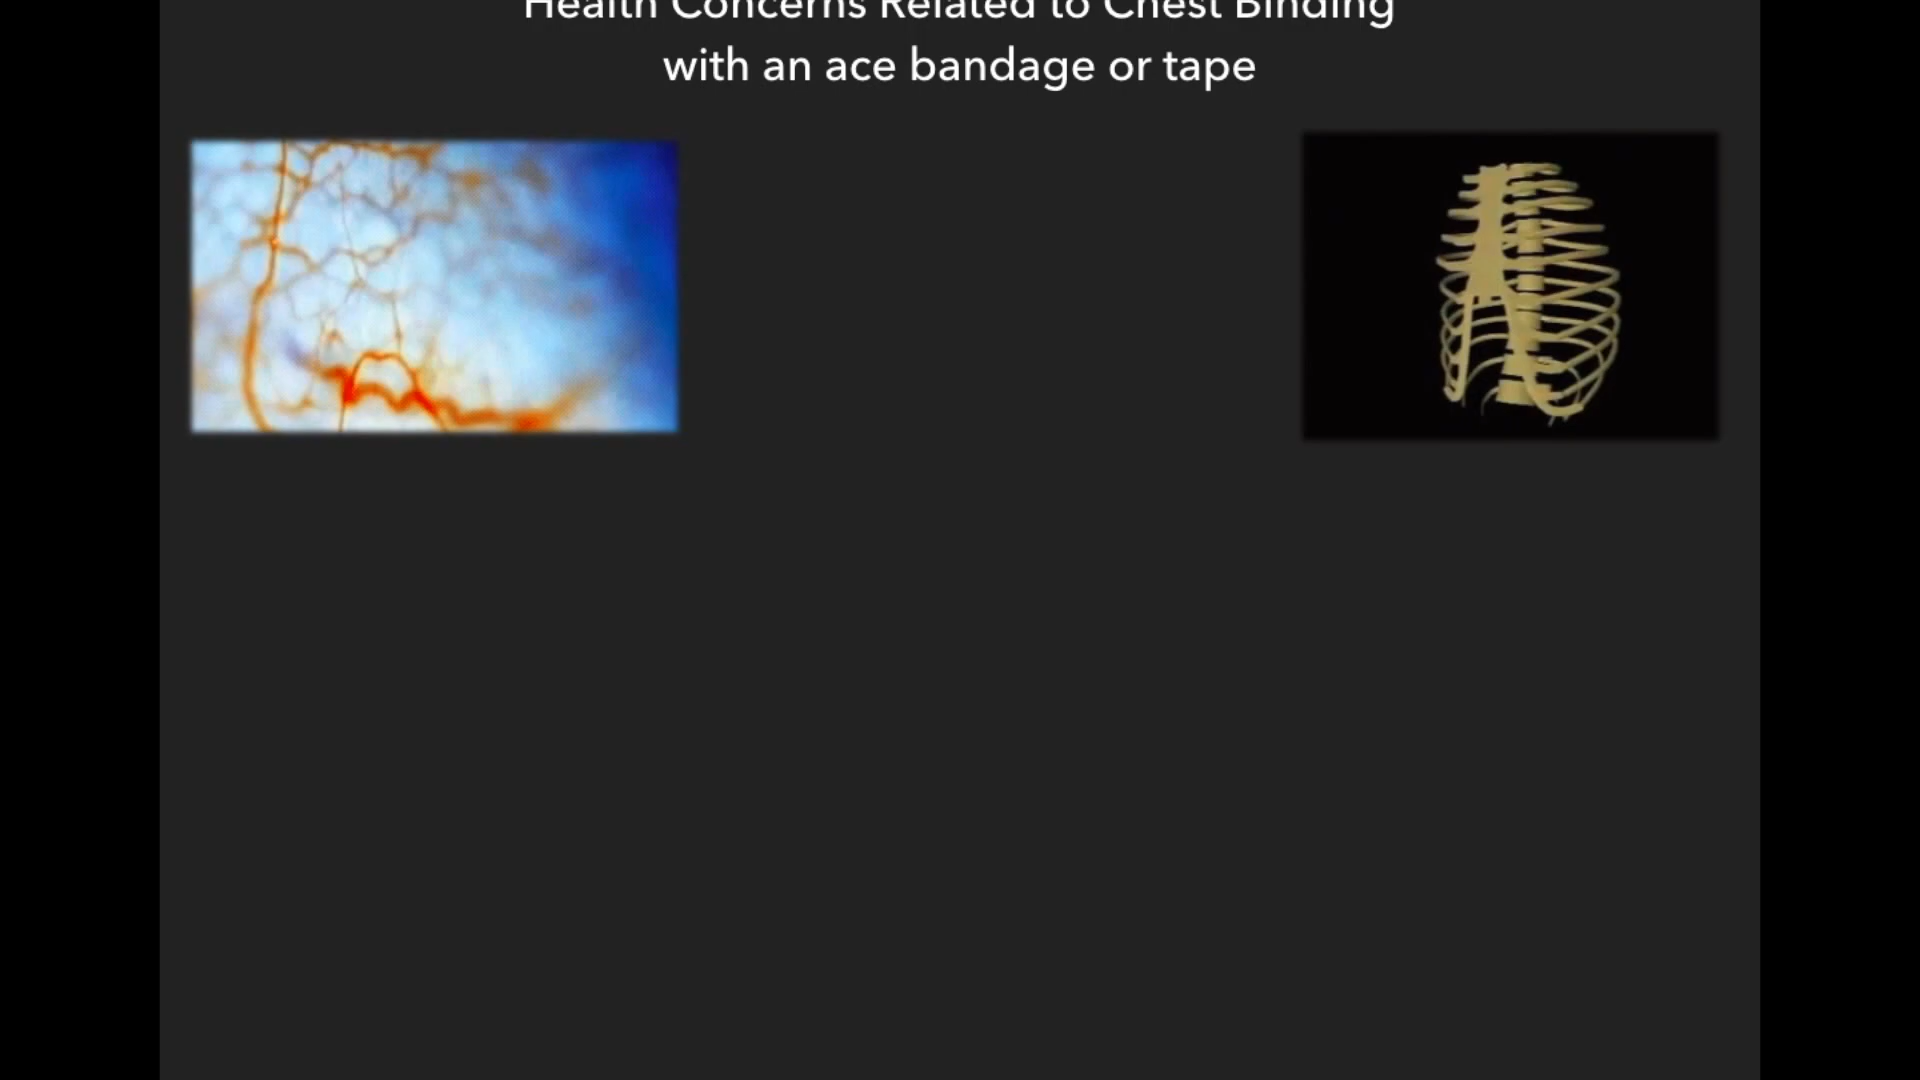 Health Concerns Related to Chest Binding
with an ace bandage or tape